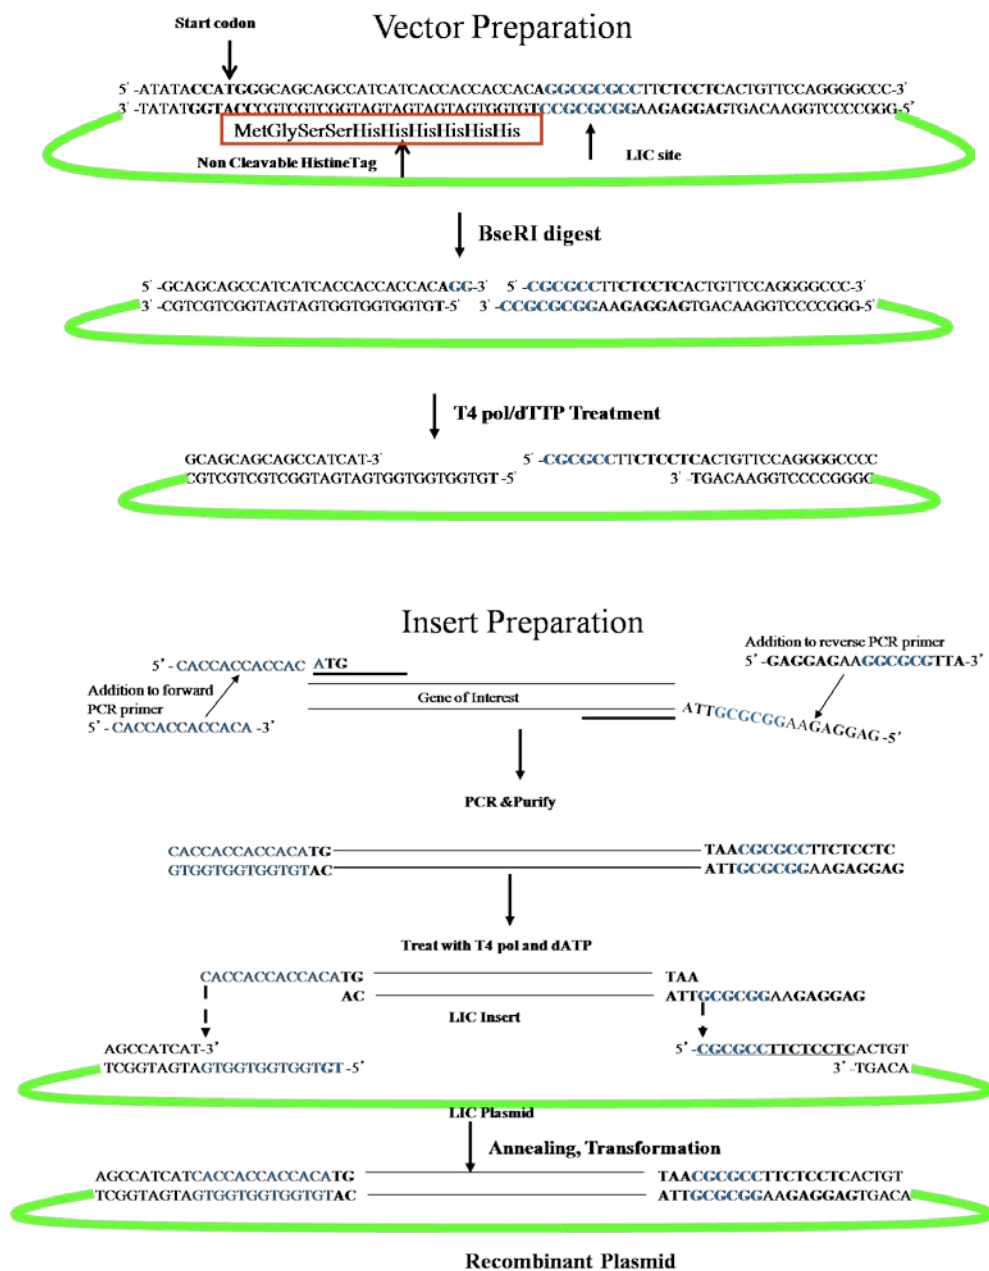 Vector Preparation
Start codon
5' -ATATACCATGGGCAGCAGCCATCATCACCACCACCACAGGCGCGCCTTCTCCTCACTGTTCCAGGGGCCC-3'
3' -TATATGGTACCCGTCGTCGGTAGTAGTAGTAGTGGTGTCCGCGCGGAAGAGGAGTGACAAGGTCCCCGGG-5'
MetGlySerSerHisHisHisHisHisHis
Non Cleavable HistineTag
LIC site
BseRI digest
5' -GCAGCAGCCATCATCACCACCACCACAGG-3' 5' -CGCGCCTTCTCCTCACTGTTCCAGGGGCCC-3'
3' -CGTCGTCGGTAGTAGTGGTGGTGGTGT-5' 3' -CCGCGCGGAAGAGGAGTGACAAGGTCCCCGGG-5'
T4 pol/dTTP Treatment
GCAGCAGCAGCCATCAT-3' 5' -CGCGCCTTCTCCTCACTGTTCCAGGGGCCCC
CGTCGTCGTCGGTAGTAGTGGTGGTGGTGT-5' 3' -TGACAAGGTCCCCGGGC
Insert Preparation
Addition to reverse PCR primer
5' -GAGGAGAAGGCGCGTTA-3'
5' -CACCACCACCAC ATG
Addition to forward
PCR primer
5' -CACCACCACCACA -3'
Gene of Interest
ATTGCGCGGAAGAGGAG -5'
PCR &Purify
CACCACCACCACATG TAACGCGCCTTCTCCTC
GTGGTGGTGGTGTAC ATTGCGCGGAAGAGGAG
Treat with T4 pol and dATP
CACCACCACCACATG TAA
AC ATTGCGCGGAAGAGGAG
LIC Insert
AGCCATCAT-3' 5' -CGCGCCTTCTCCTCACTGT
TCGGTAGTAGTGGTGGTGGTGT -5' 3' -TGACA
LIC Plasmid
Annealing, Transformation
AGCCATCATCACCACCACCACATG TAACGCGCCTTCTCCTCACTGT
TCGGTAGTAGTGGTGGTGGTGTAC ATTGCGCGGAAGAGGAGTGACA
Recombinant Plasmid